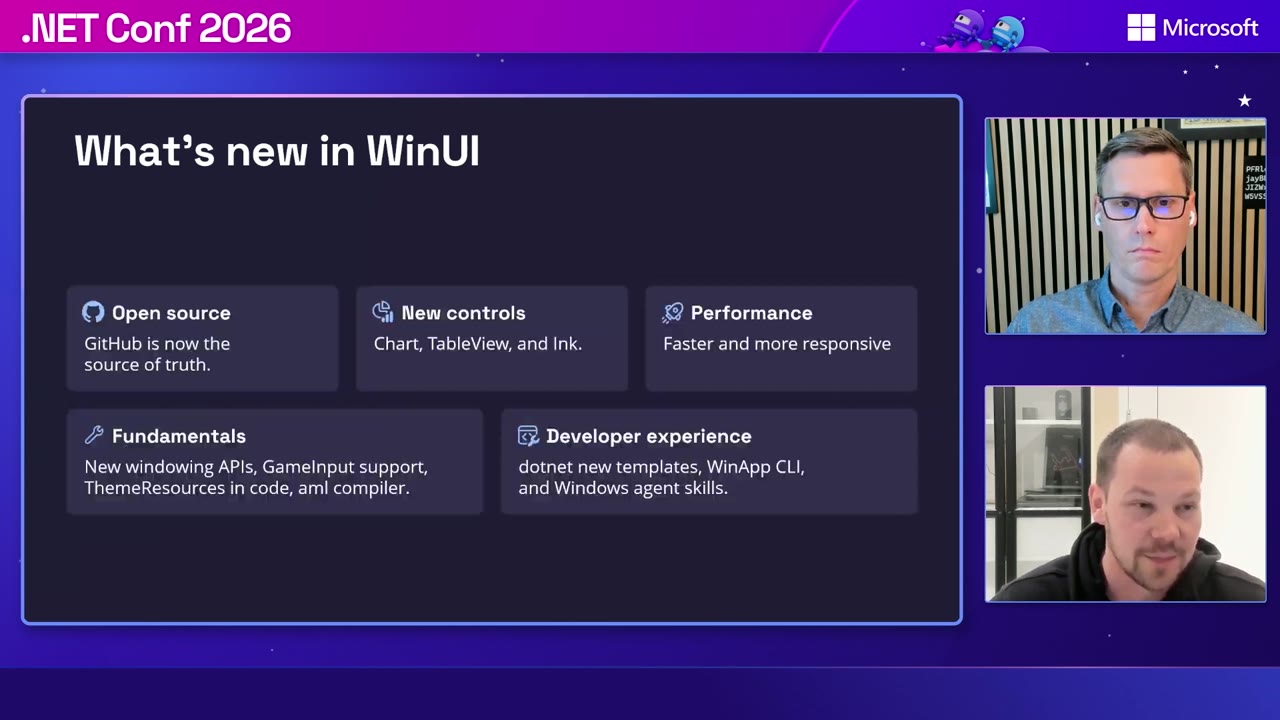 .NET Conf 2026
Microsoft
What's new in WinUI
Open source
GitHub is now the
source of truth.
New controls
Chart, TableView, and Ink.
Performance
Faster and more responsive
Fundamentals
New windowing APIs, GameInput support,
ThemeResources in code, aml compiler.
Developer experience
dotnet new templates, WinApp CLI,
and Windows agent skills.